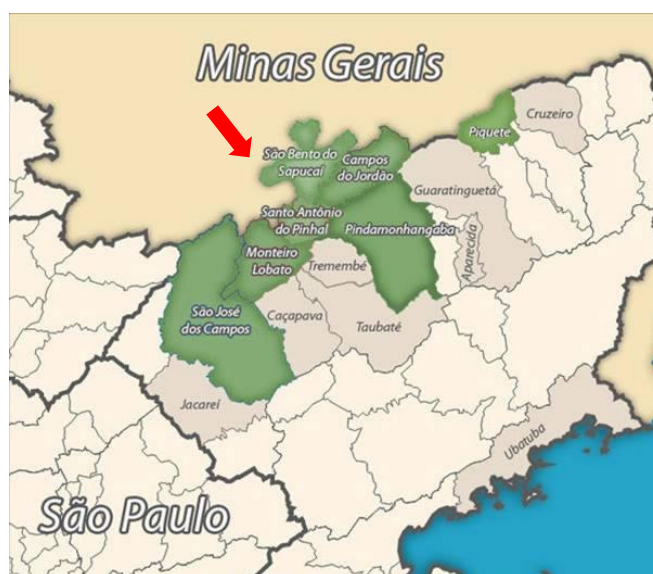 Minas Gerais
Cruzeiro
Piquete
São Bento do
Sapucaí
Campos
do Jordão
Guaratinguetá
Santo Antônio
do Pinhal
Pindamonhangaba
Aparecida
Monteiro
Lobato
Tremembé
São José
dos Campos
Caçapava
Taubaté
Jacareí
Ubatuba
São Paulo